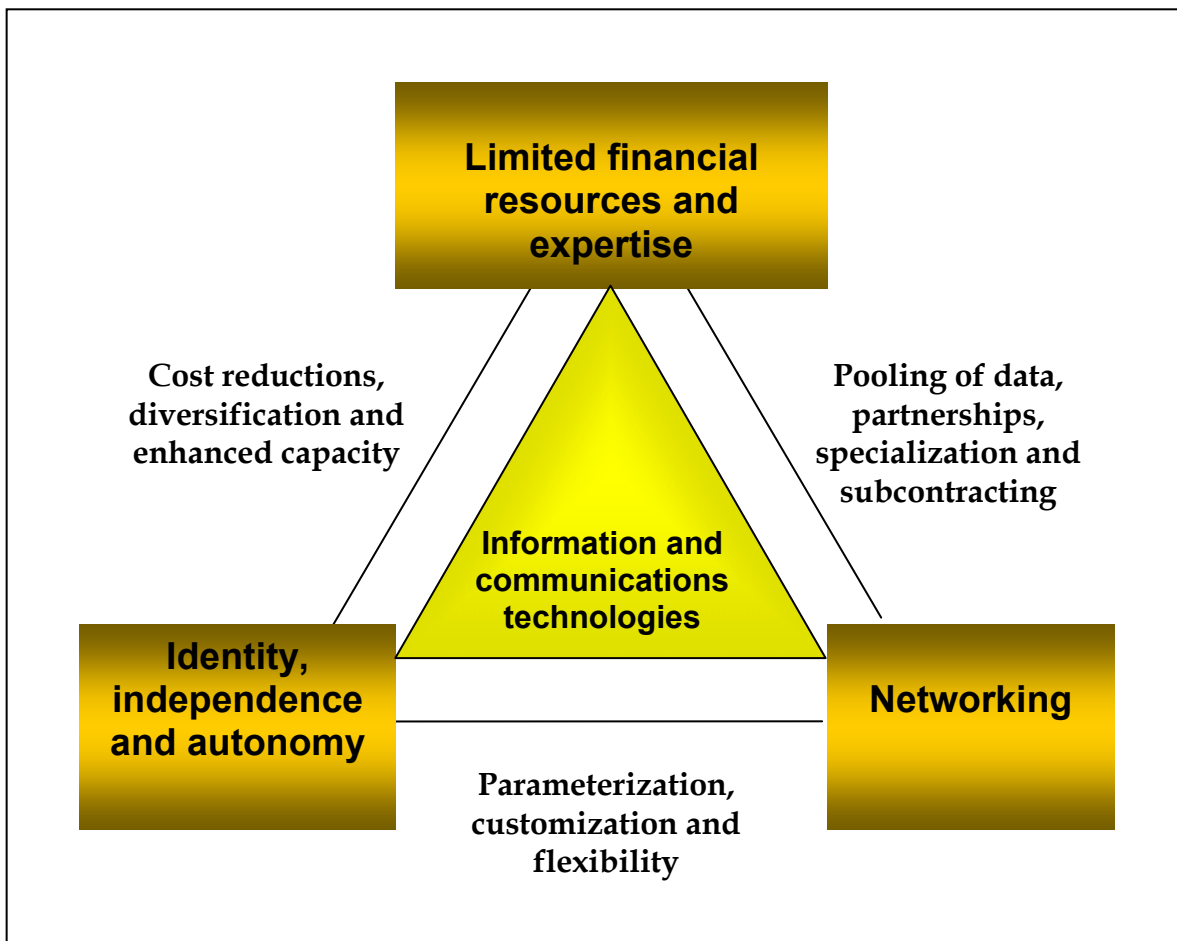 Limited financial
resources and
expertise
Cost reductions,
diversification and
enhanced capacity
Pooling of data,
partnerships,
specialization and
subcontracting
Information and
communications
technologies
Identity,
independence
and autonomy
Networking
Parameterization,
customization and
flexibility